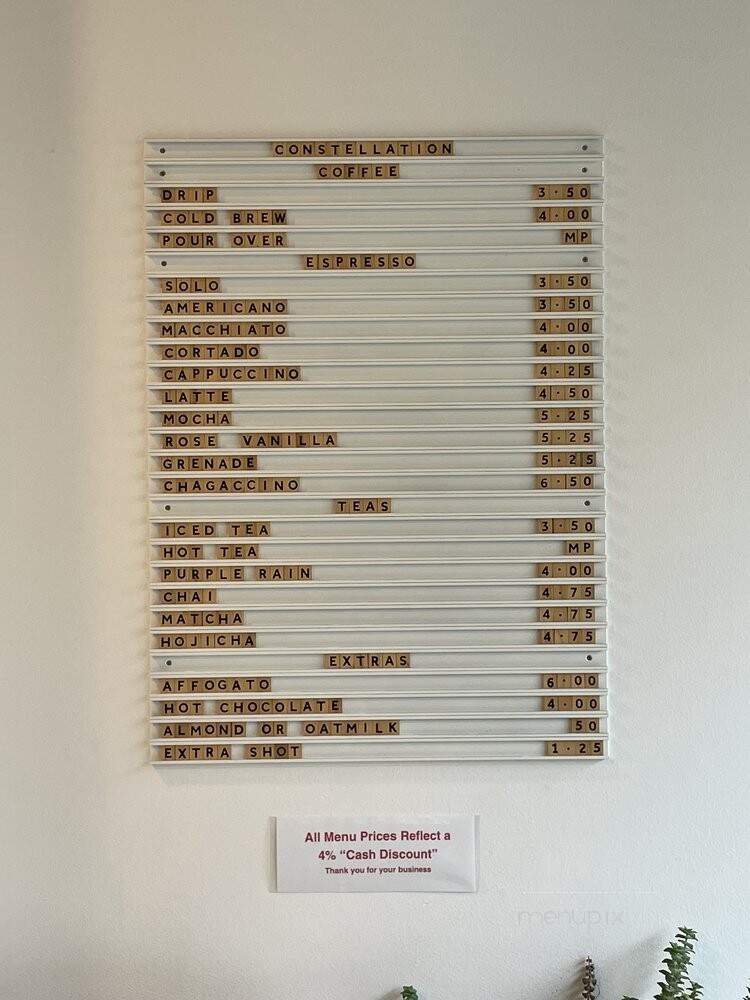 CONSTELLATION
COFFEE
DRIP 3·50
COLD BREW 4·00
POUR OVER MP
ESPRESSO
SOLO 3·50
AMERICANO 3·50
MACCHIATO 4·00
CORTADO 4·00
CAPPUCCINO 4·25
LATTE 4·50
MOCHA 5·25
ROSE VANILLA 5·25
GRENADE 5·25
CHAGACCINO 6·50
TEAS
ICED TEA 3·50
HOT TEA MP
PURPLE RAIN 4·00
CHAI 4·75
MATCHA 4·75
HOJICHA 4·75
EXTRAS
AFFOGATO 6·00
HOT CHOCOLATE 4·00
ALMOND OR OATMILK 50
EXTRA SHOT 1·25
All Menu Prices Reflect a
4% “Cash Discount”
Thank you for your business
menupix